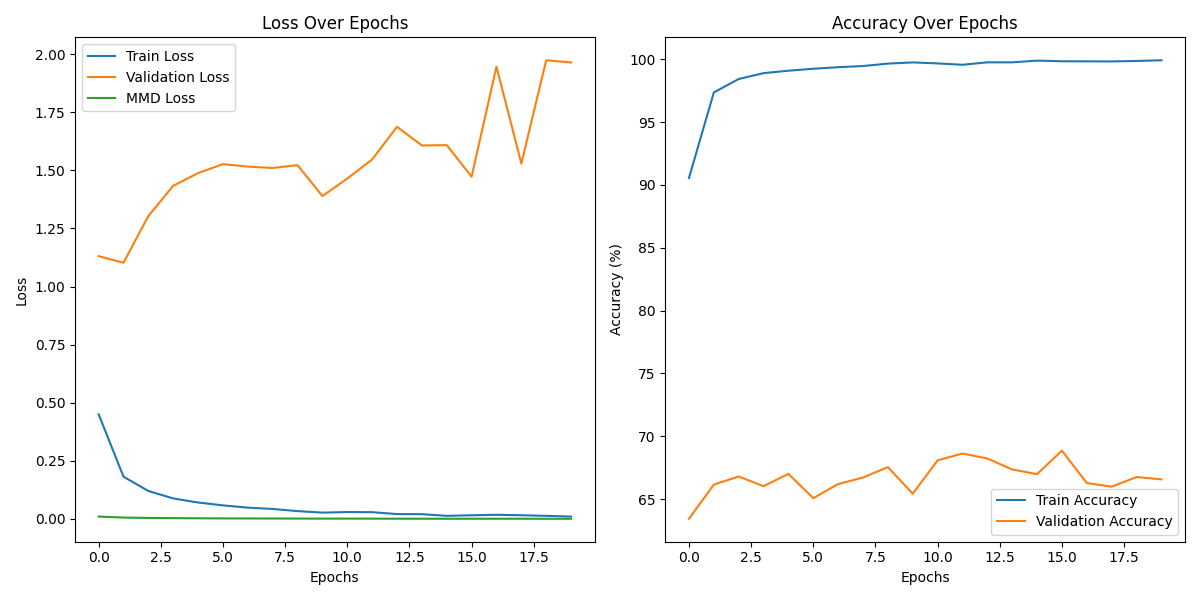 Loss Over Epochs
Train Loss
Validation Loss
MMD Loss
2.00
1.75
1.50
1.25
1.00
0.75
0.50
0.25
0.00
Loss
0.0 2.5 5.0 7.5 10.0 12.5 15.0 17.5
Epochs
Accuracy Over Epochs
100
95
90
85
80
75
70
65
Accuracy (%)
Train Accuracy
Validation Accuracy
0.0 2.5 5.0 7.5 10.0 12.5 15.0 17.5
Epochs